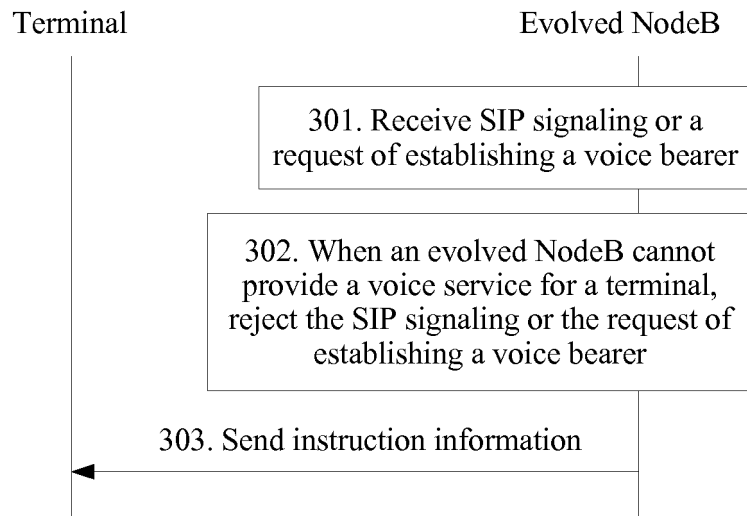 Terminal
Evolved NodeB
301. Receive SIP signaling or a
request of establishing a voice bearer
302. When an evolved NodeB cannot
provide a voice service for a terminal,
reject the SIP signaling or the request of
establishing a voice bearer
303. Send instruction information